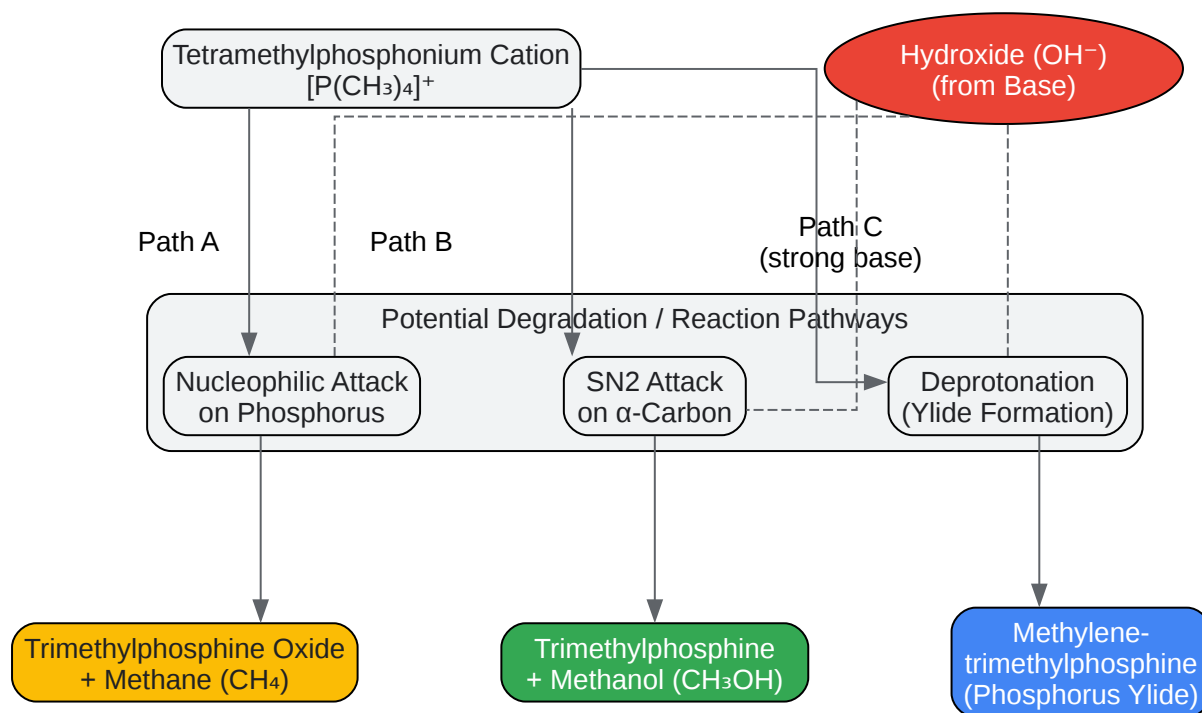 Tetramethylphosphonium Cation
[P(CH₃)₄]⁺
Hydroxide (OH⁻)
(from Base)
Path A
Path B
Path C
(strong base)
Potential Degradation / Reaction Pathways
Nucleophilic Attack
on Phosphorus
SN2 Attack
on α-Carbon
Deprotonation
(Ylide Formation)
Trimethylphosphine Oxide
+ Methane (CH₄)
Trimethylphosphine
+ Methanol (CH₃OH)
Methylene-
trimethylphosphine
(Phosphorus Ylide)